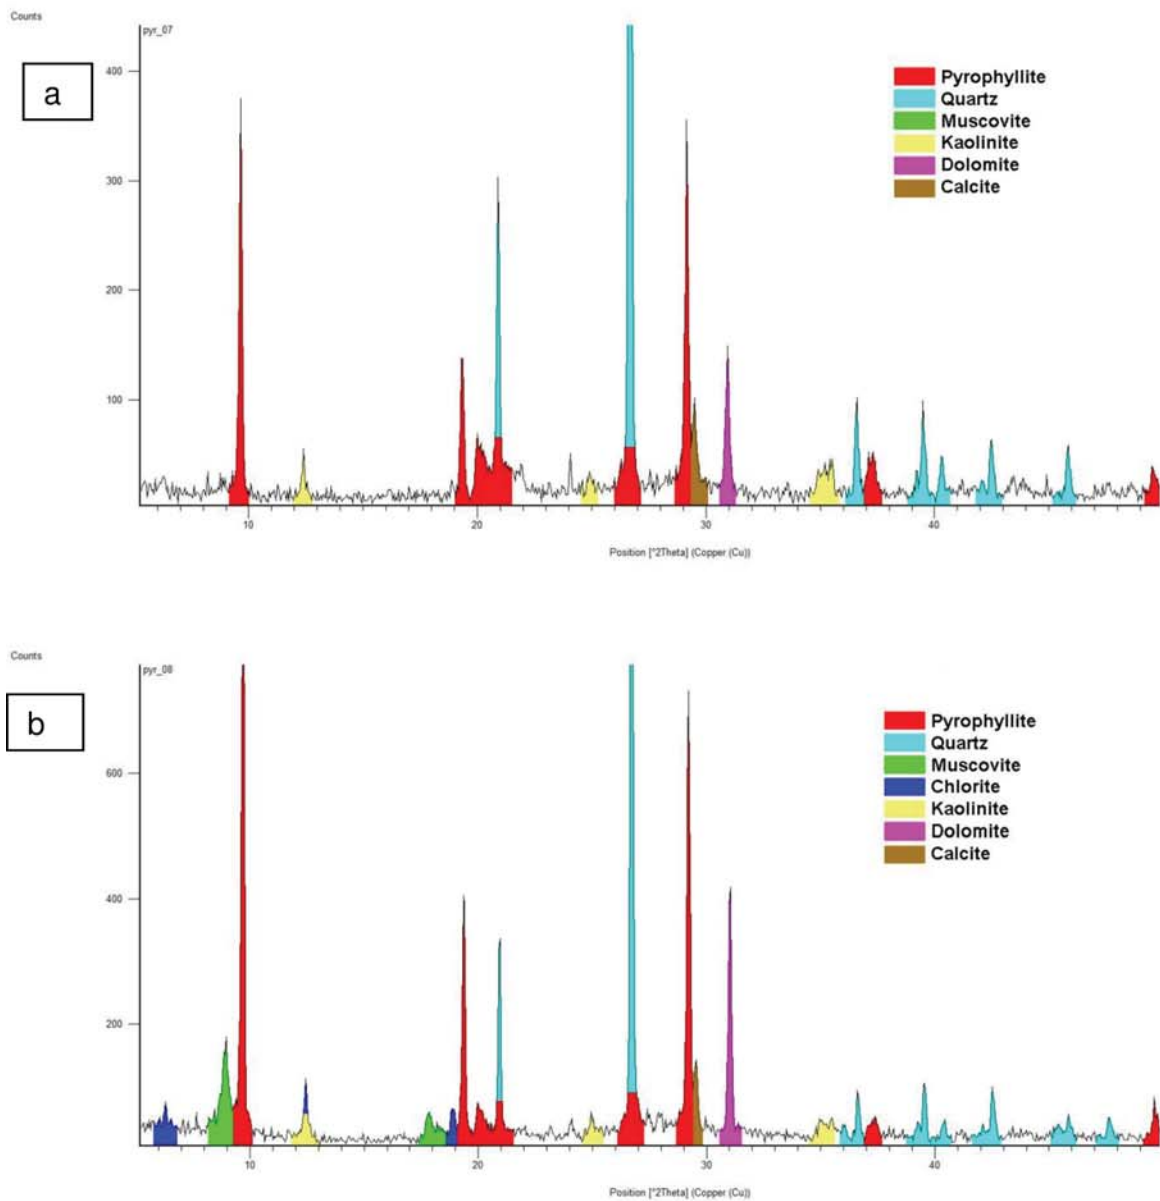 Counts
pyr_07
a
400
300
200
100
10
20
30
40
Position [°2Theta] (Copper (Cu))
Pyrophyllite
Quartz
Muscovite
Kaolinite
Dolomite
Calcite
Counts
pyr_08
b
600
400
200
10
20
30
40
Position [°2Theta] (Copper (Cu))
Pyrophyllite
Quartz
Muscovite
Chlorite
Kaolinite
Dolomite
Calcite